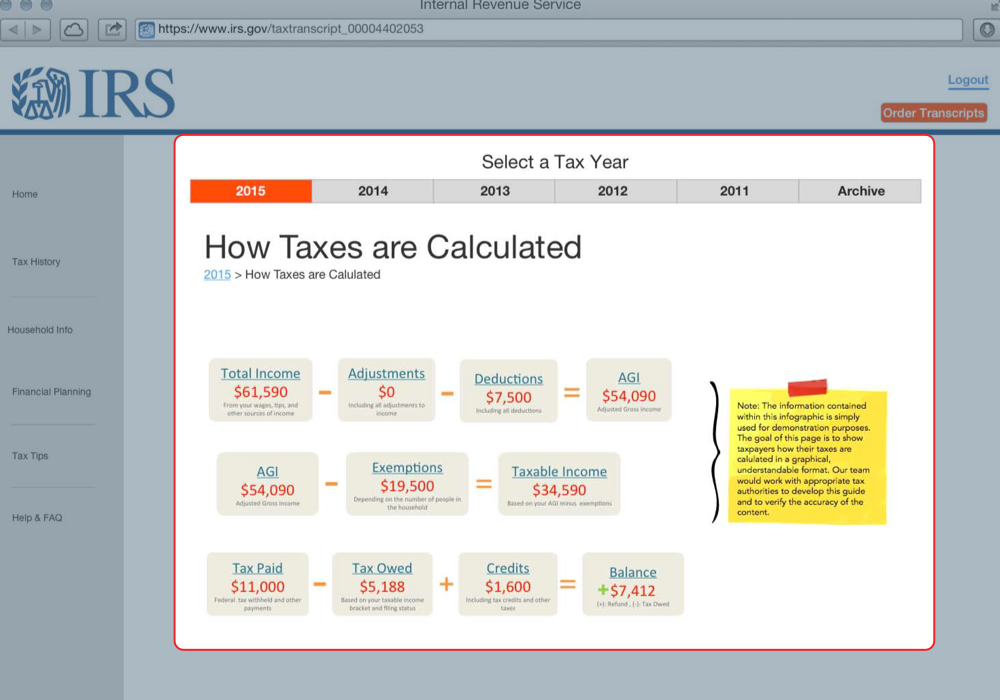 Internal Revenue Service
https://www.irs.gov/taxtranscript_00004402053
IRS
Logout
Order Transcripts
Home
Tax History
Household Info
Financial Planning
Tax Tips
Help & FAQ
Select a Tax Year
2015 2014 2013 2012 2011 Archive
How Taxes are Calculated
2015 > How Taxes are Calulated
Total Income
$61,590
From your wages, tips, and
other sources of income
-
Adjustments
$0
Including all adjustments to
income
-
Deductions
$7,500
Including all deductions
=
AGI
$54,090
Adjusted Gross Income
AGI
$54,090
Adjusted Gross Income
-
Exemptions
$19,500
Depending on the number of people in
the household
=
Taxable Income
$34,590
Based on your AGI minus exemptions
Tax Paid
$11,000
Federal tax withheld and other
payments
-
Tax Owed
$5,188
Based on your taxable income
bracket and filing status
+
Credits
$1,600
Including tax credits and other
taxes
=
Balance
+$7,412
(+): Refund , (-): Tax Owed
Note: The information contained
within this infographic is simply
used for demonstration purposes.
The goal of this page is to show
taxpayers how their taxes are
calulated in a graphical,
understandable format. Our team
would work with appropriate tax
authorities to develop this guide
and to verify the accuracy of the
content.